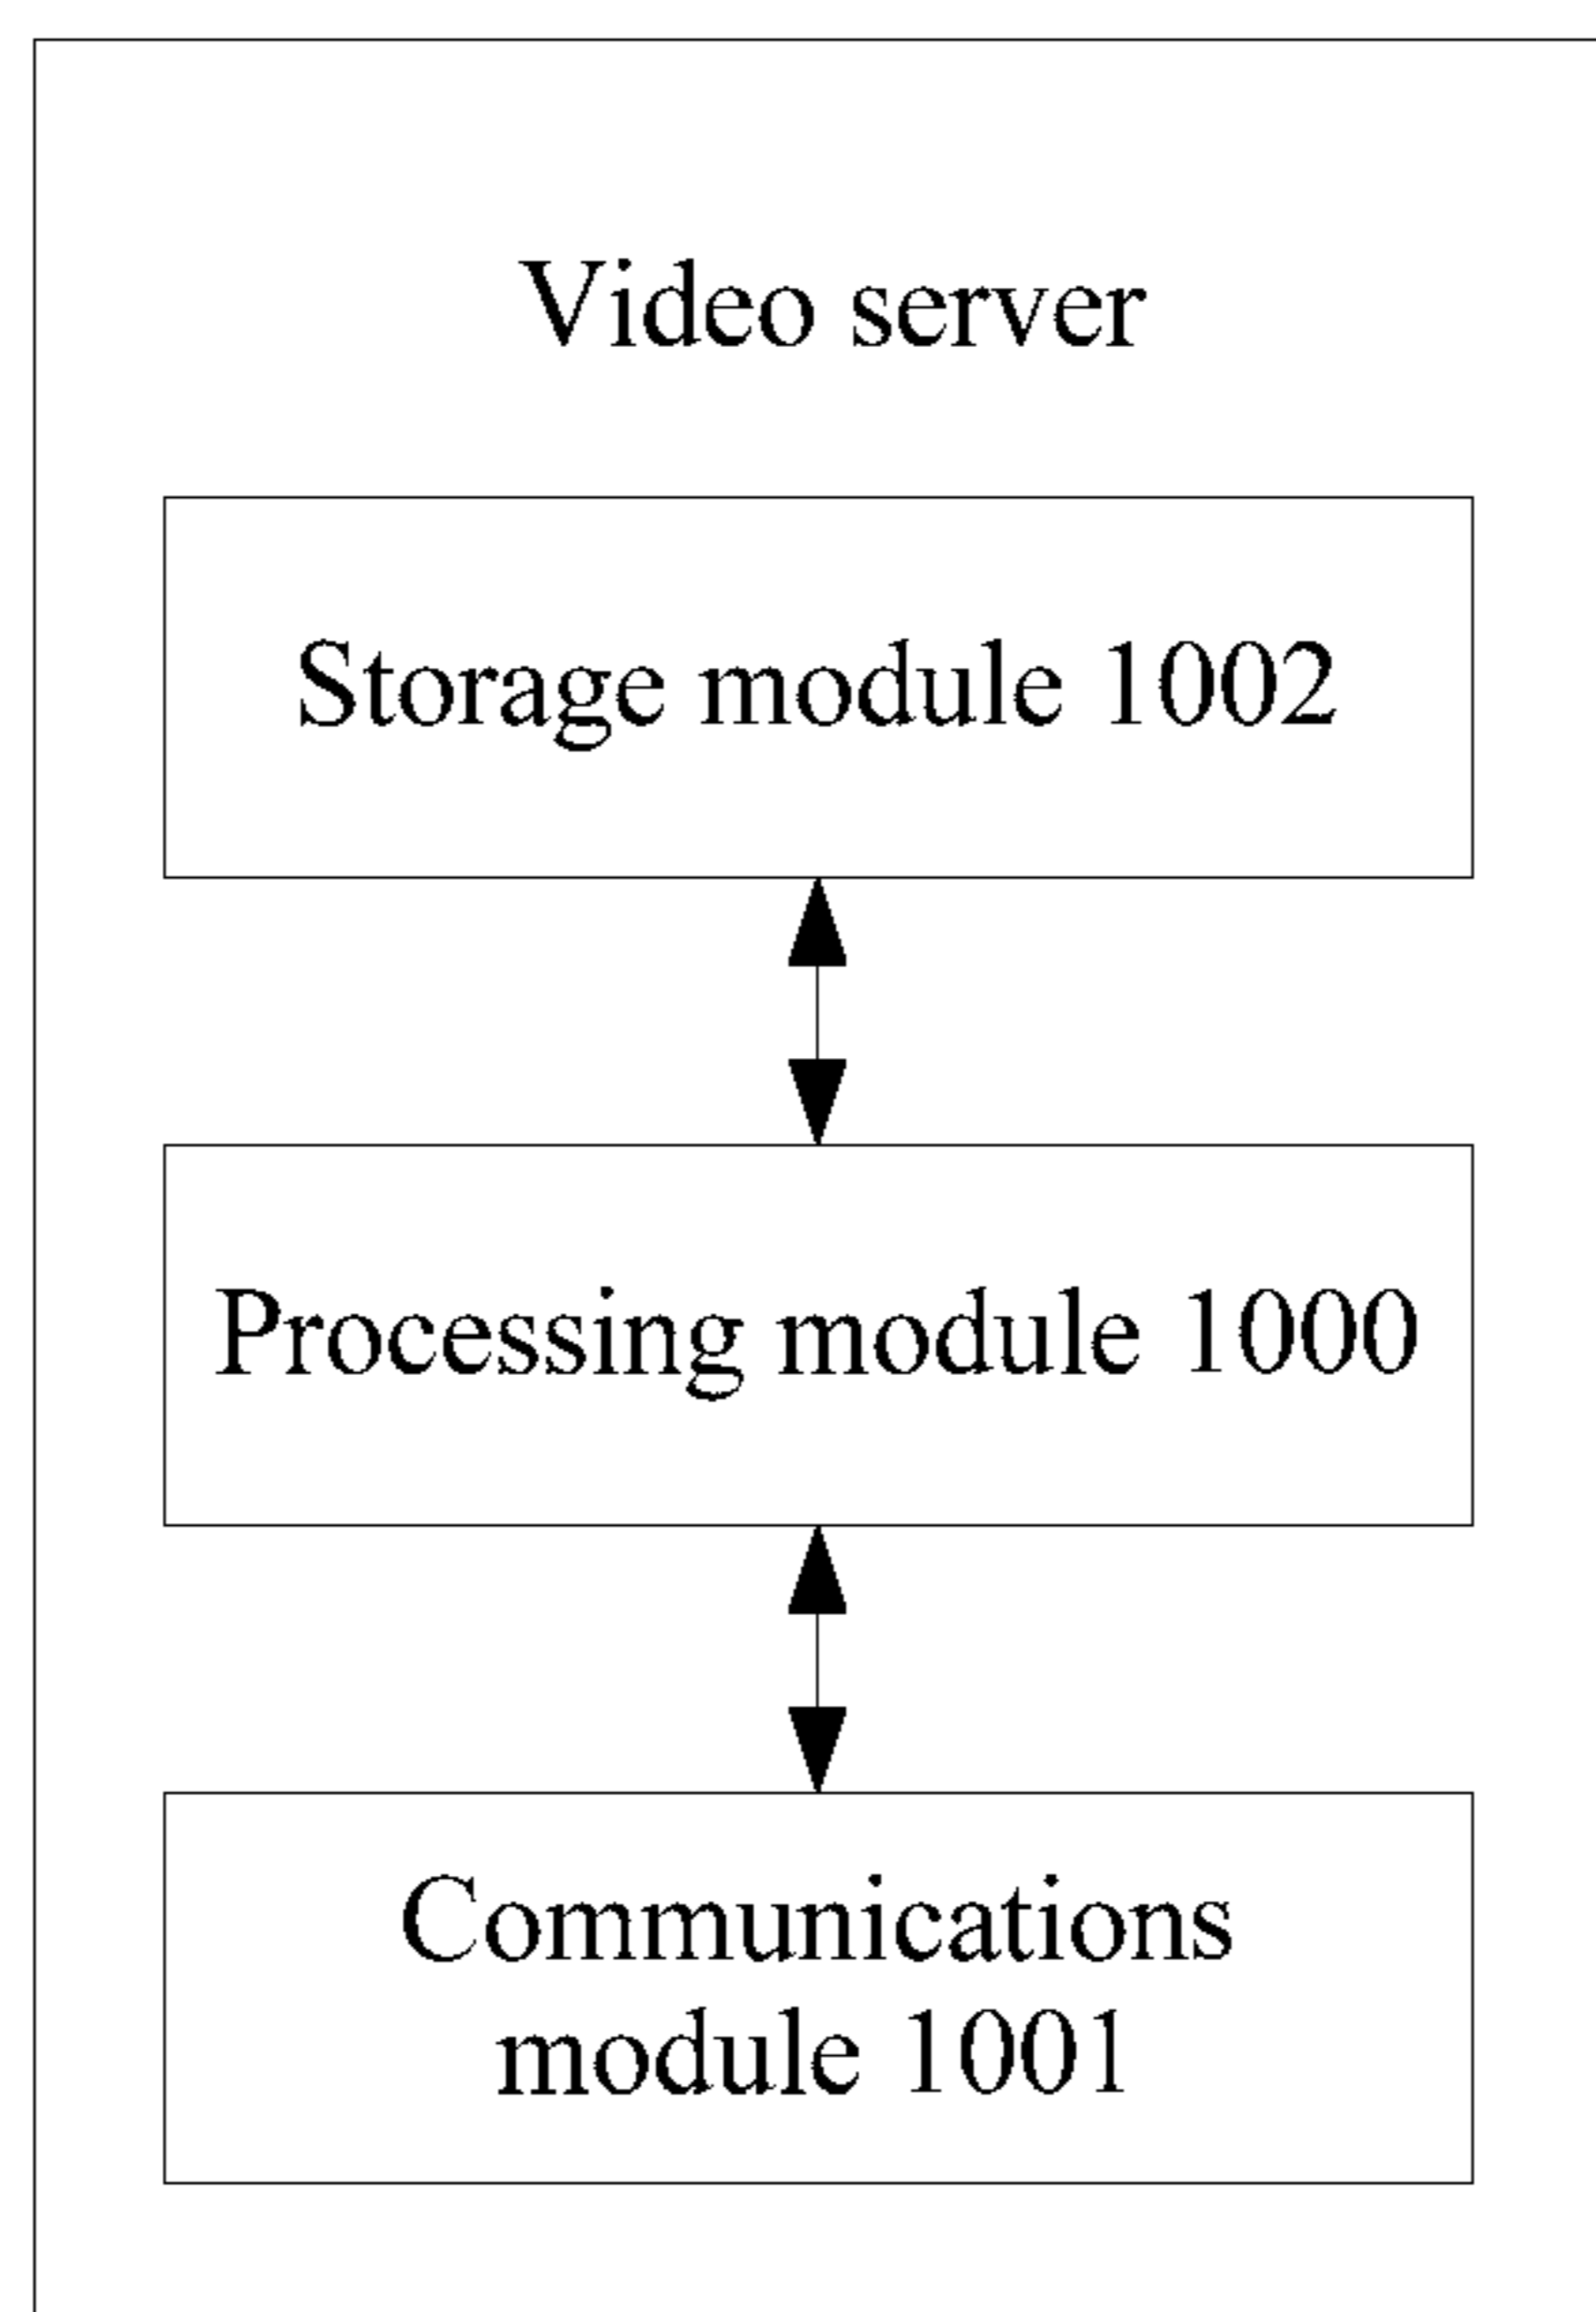 Video server
Storage module 1002
Processing module 1000
Communications
module 1001